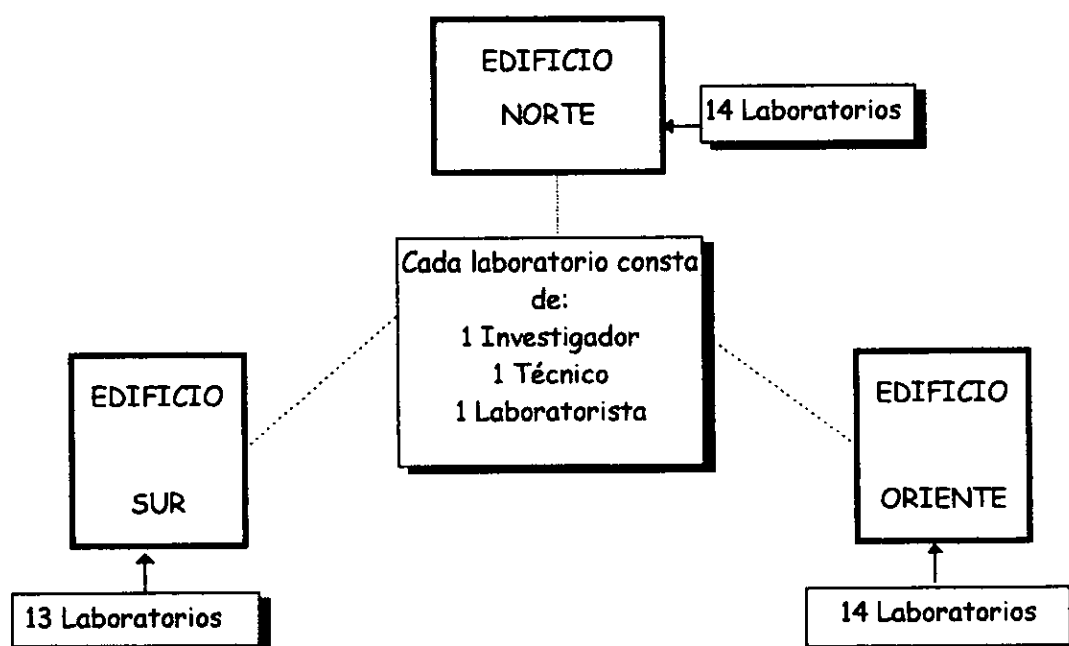 EDIFICIO
NORTE
14 Laboratorios
Cada laboratorio consta
de:
1 Investigador
1 Técnico
1 Laboratorista
EDIFICIO
SUR
13 Laboratorios
EDIFICIO
ORIENTE
14 Laboratorios